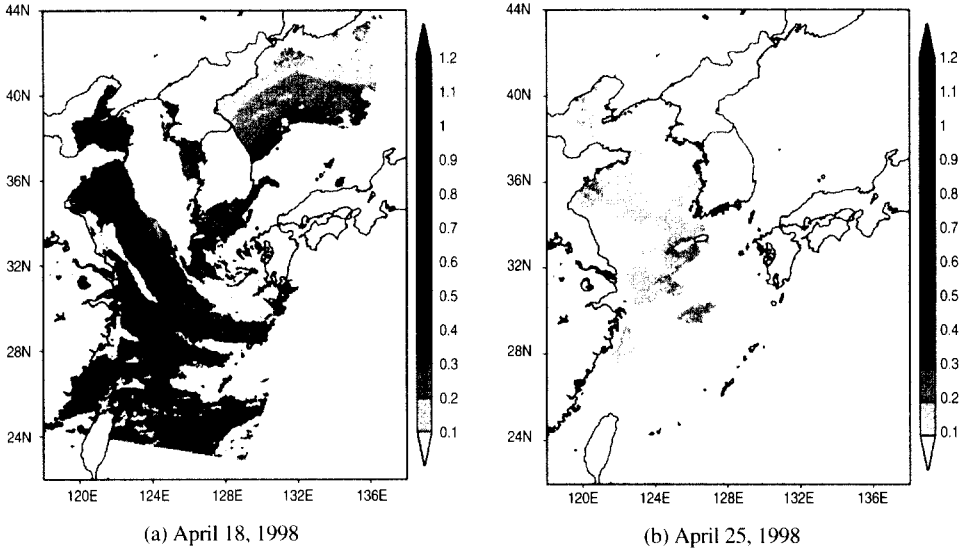 44N
40N
36N
32N
28N
24N
120E 124E 128E 132E 136E
1.2
1.1
1
0.9
0.8
0.7
0.6
0.5
0.4
0.3
0.2
0.1
(a) April 18, 1998
44N
40N
36N
32N
28N
24N
120E 124E 128E 132E 136E
1.2
1.1
1
0.9
0.8
0.7
0.6
0.5
0.4
0.3
0.2
0.1
(b) April 25, 1998